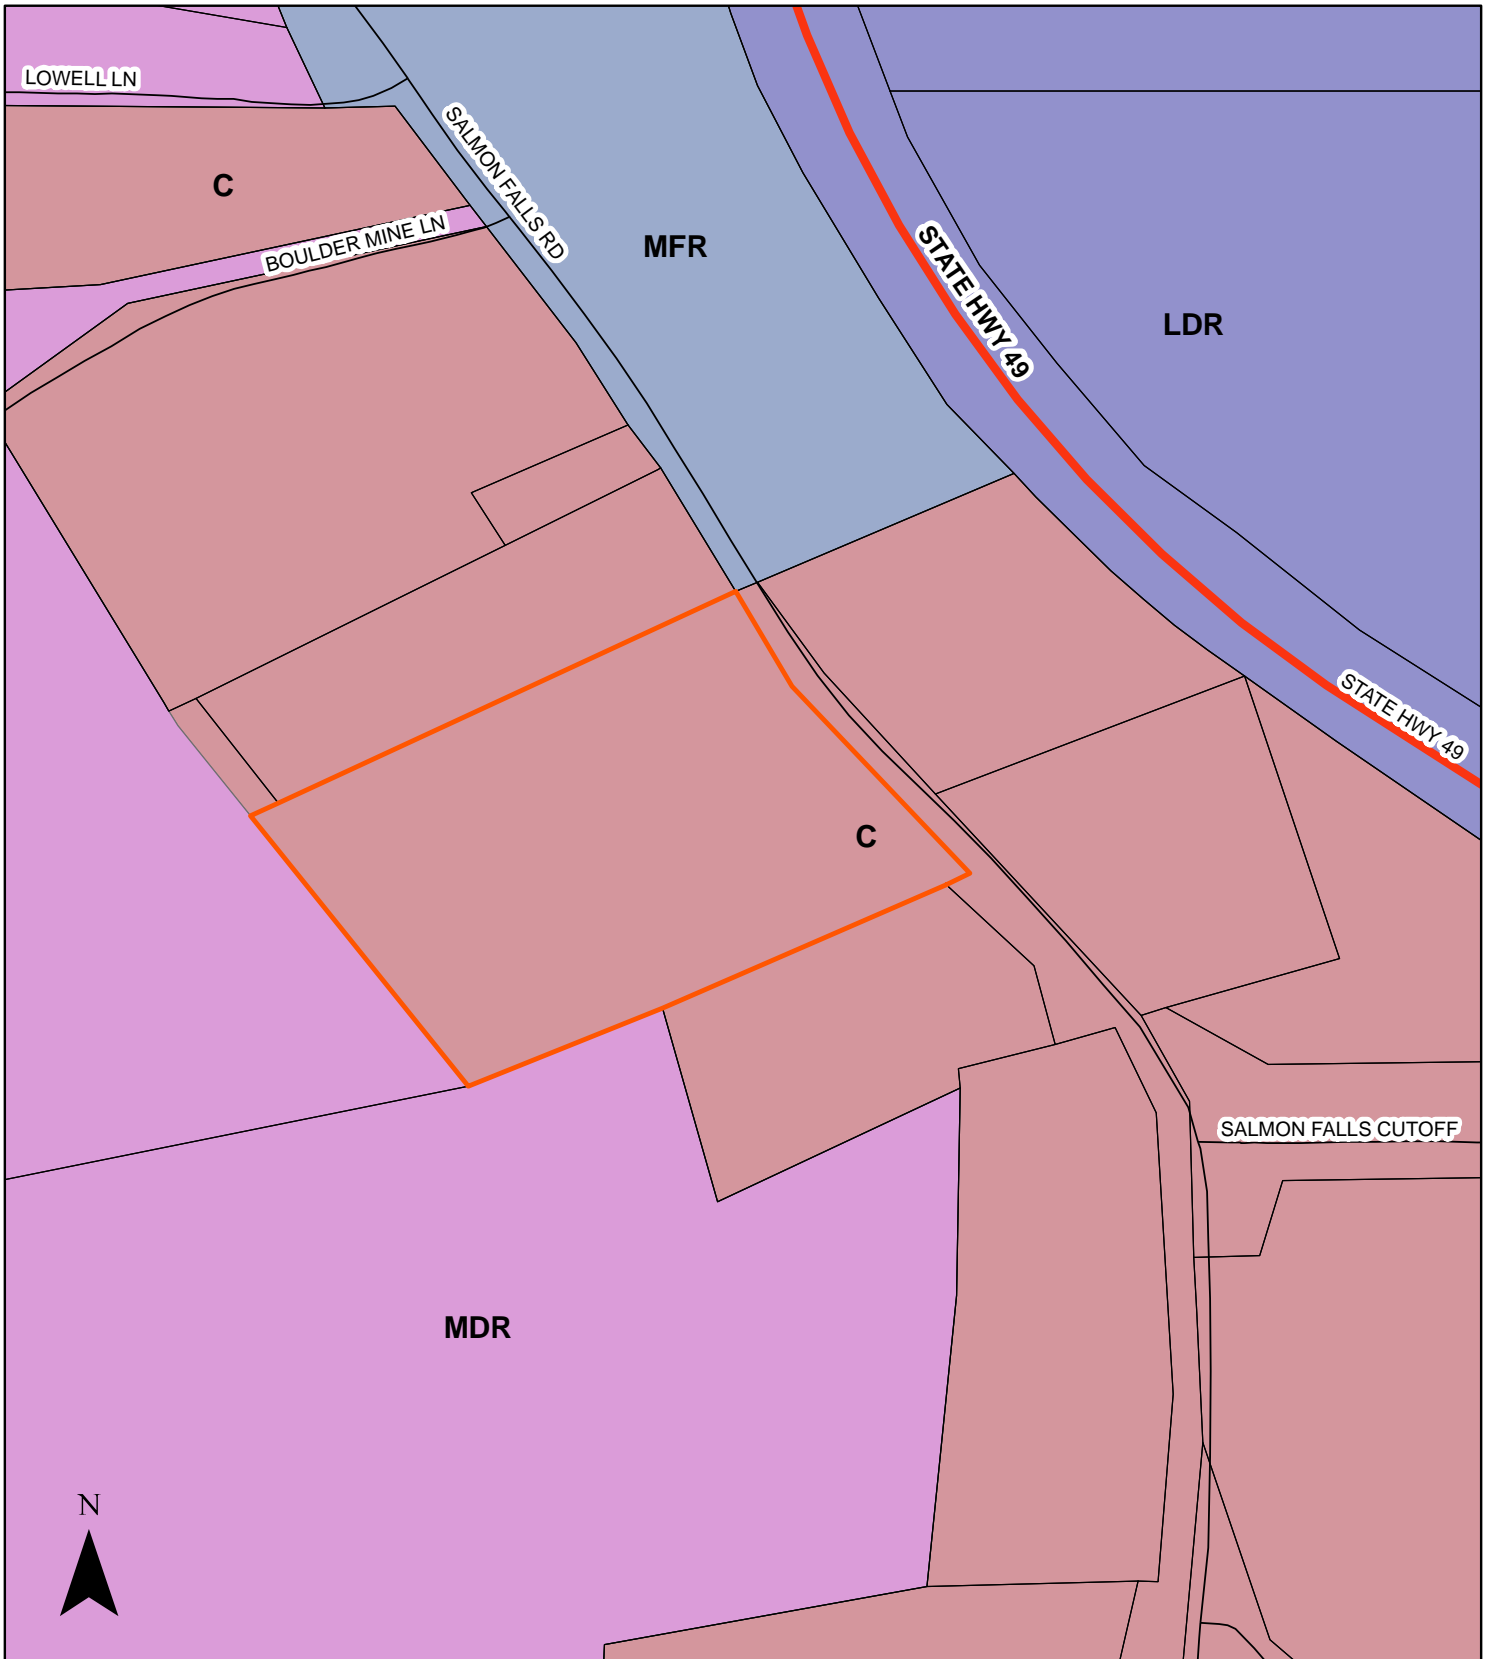 LOWELL LN
SALMON FALLS RD
C
BOULDER MINE LN
MFR
STATE HWY 49
LDR
STATE HWY 49
C
SALMON FALLS CUTOFF
MDR
N